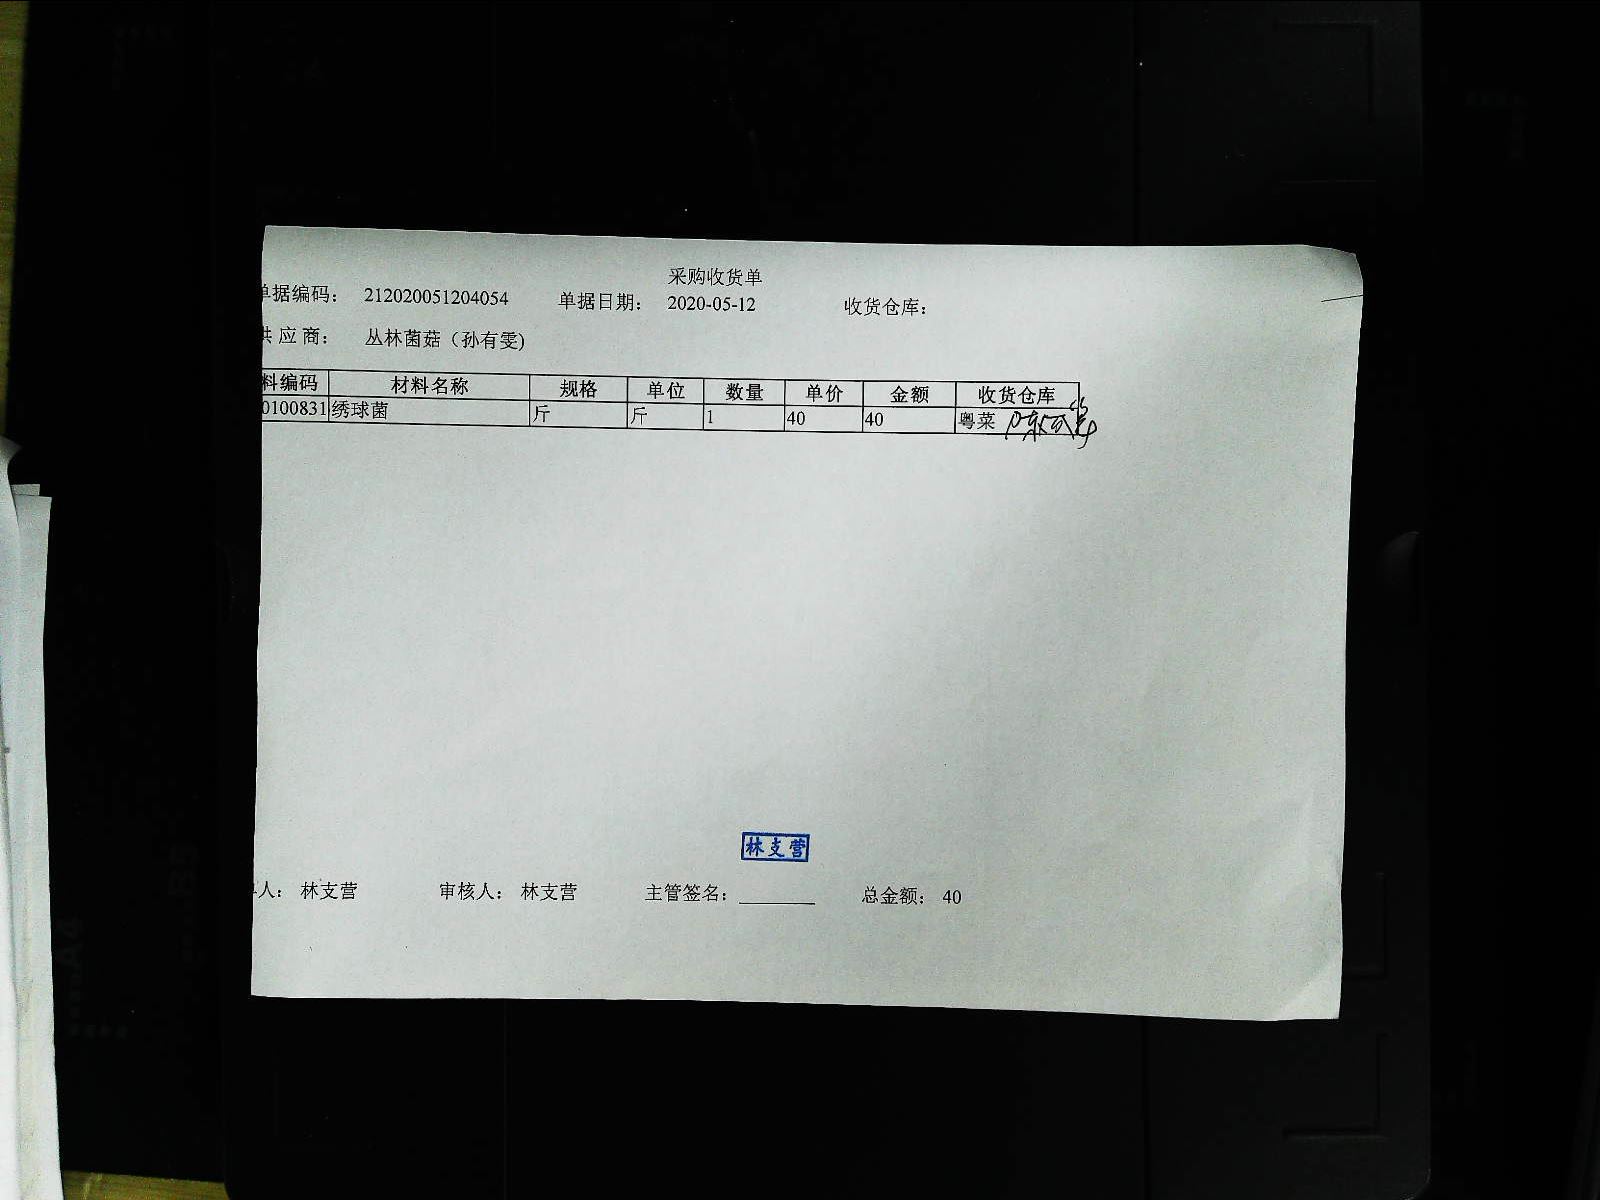 采购收货单
单据编码： 212020051204054 单据日期： 2020-05-12 收货仓库：
供 应 商： 丛林菌菇（孙有雯)
料编码 材料名称 规格 单位 数量 单价 金额 收货仓库
0100831 绣球菌 斤 斤 1 40 40 粤菜
林支营
人： 林支营 审核人： 林支营 主管签名： 总金额： 40